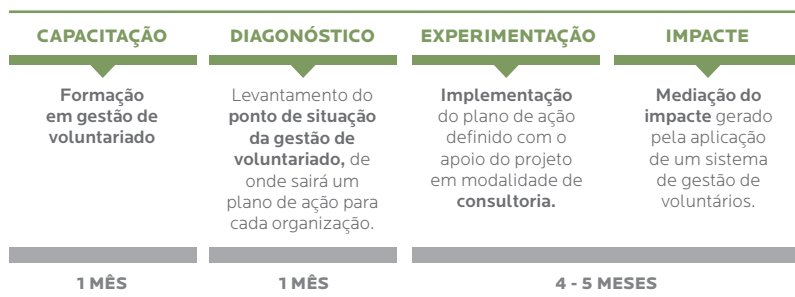 CAPACITAÇÃO
Formação
em gestão de
voluntariado
1 MÊS
DIAGONÓSTICO
Levantamento do
ponto de situação
da gestão de
voluntariado, de
onde sairá um
plano de ação para
cada organização.
1 MÊS
EXPERIMENTAÇÃO
Implementação
do plano de ação
definido com o
apoio do projeto
em modalidade de
consultoria.
IMPACTE
Mediação do
impacte gerado
pela aplicação
de um sistema
de gestão de
voluntários.
4 - 5 MESES